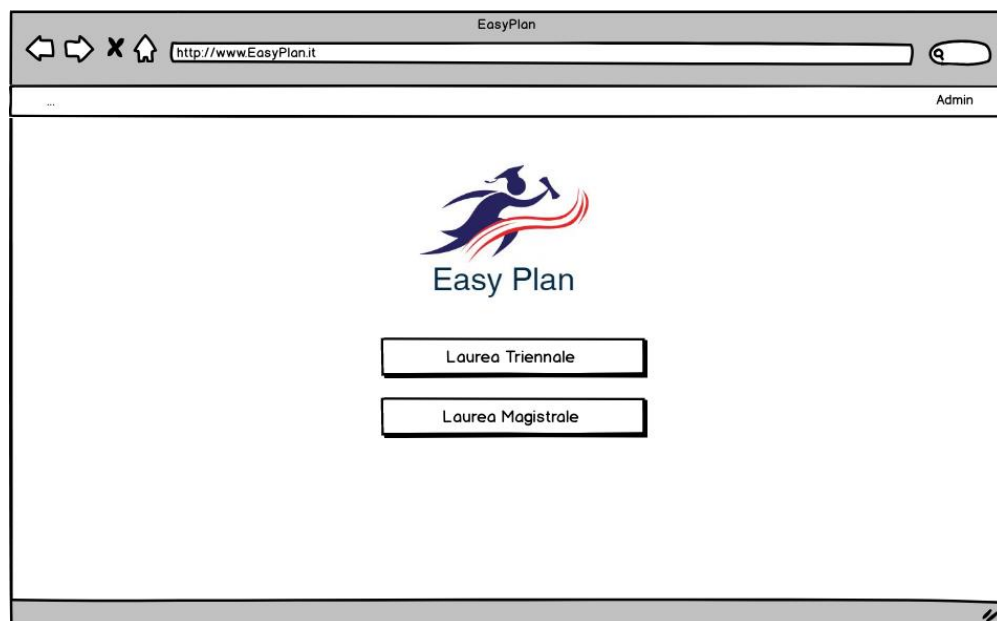 EasyPlan
http://www.EasyPlan.it
... Admin
Easy Plan
Laurea Triennale
Laurea Magistrale